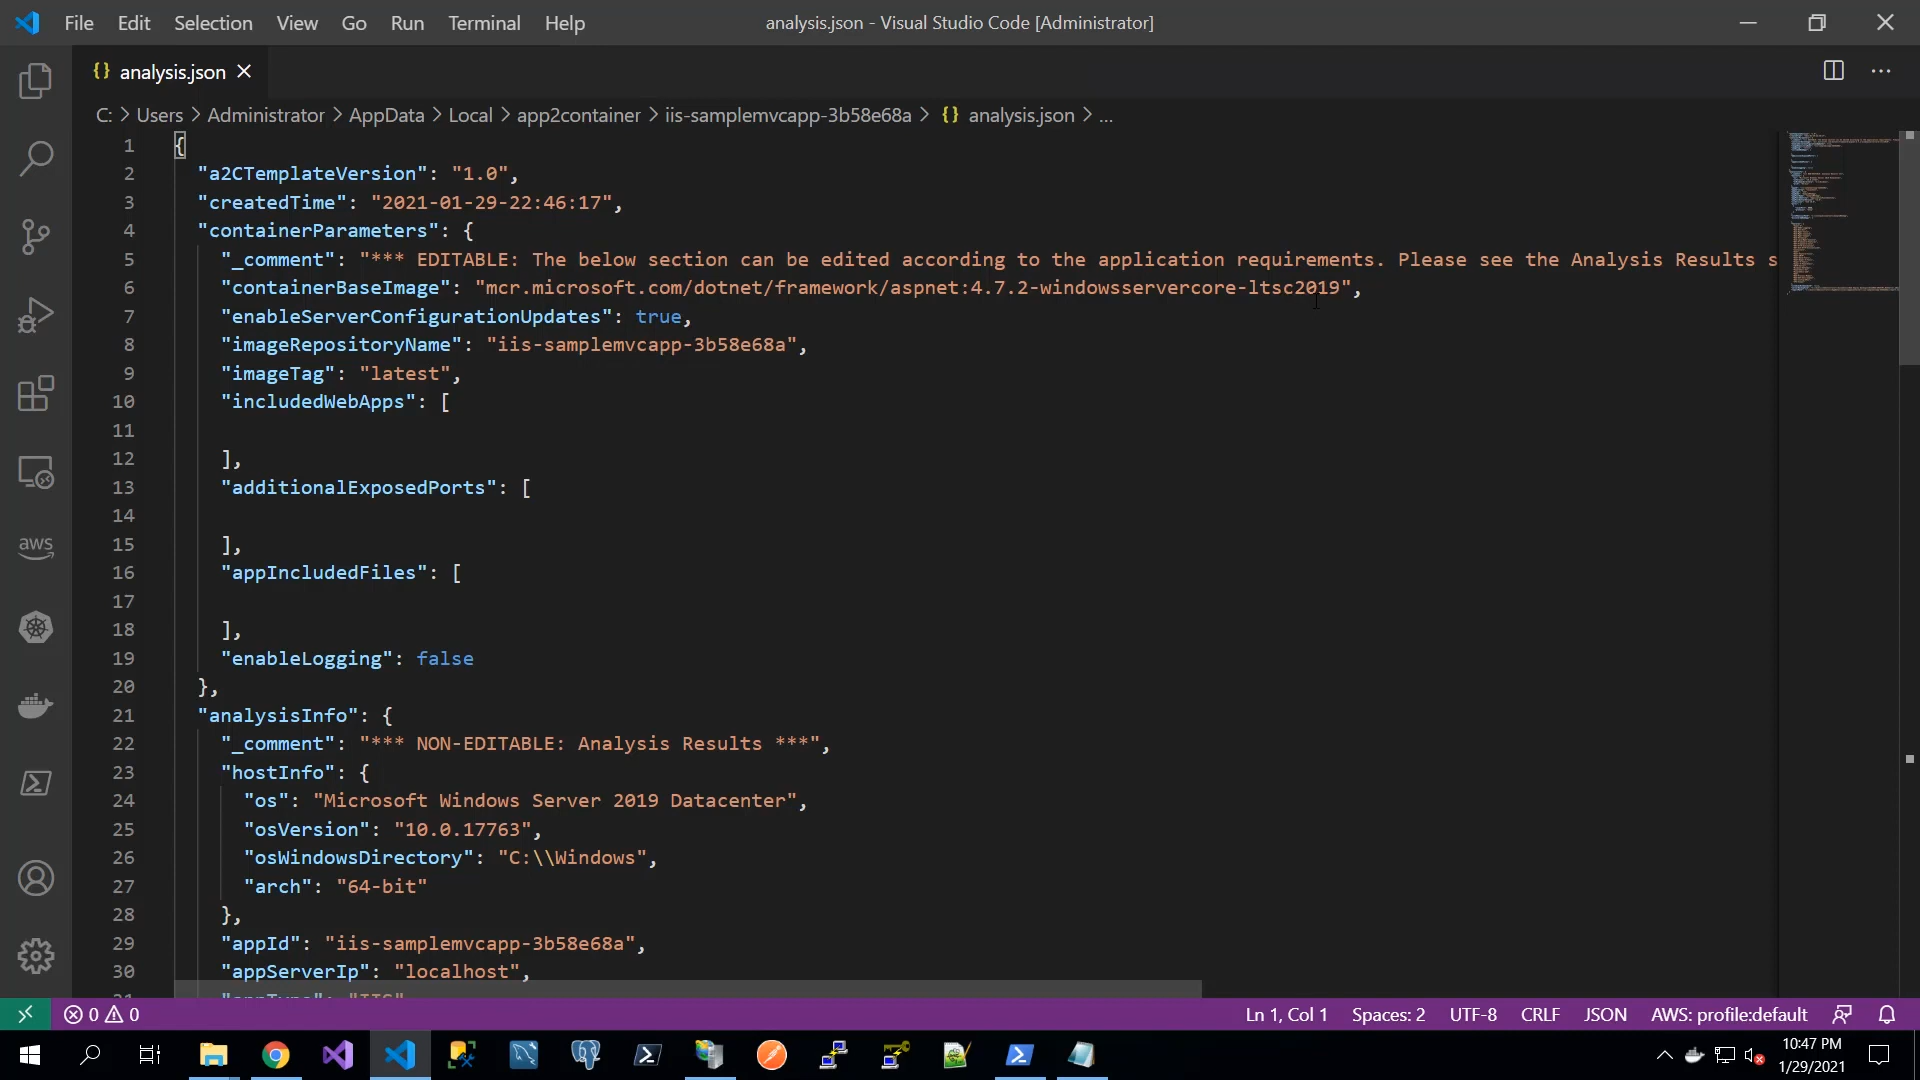 File Edit Selection View Go Run Terminal Help analysis.json - Visual Studio Code [Administrator]
{} analysis.json
C: > Users > Administrator > AppData > Local > app2container > iis-samplemvcapp-3b58e68a > {} analysis.json > ...
1 {
2 "a2CTemplateVersion": "1.0",
3 "createdTime": "2021-01-29-22:46:17",
4 "containerParameters": {
5 "_comment": "*** EDITABLE: The below section can be edited according to the application requirements. Please see the Analysis Results s
6 "containerBaseImage": "mcr.microsoft.com/dotnet/framework/aspnet:4.7.2-windowsservercore-ltsc2019",
7 "enableServerConfigurationUpdates": true,
8 "imageRepositoryName": "iis-samplemvcapp-3b58e68a",
9 "imageTag": "latest",
10 "includedWebApps": [
11
12 ],
13 "additionalExposedPorts": [
14
15 ],
16 "appIncludedFiles": [
17
18 ],
19 "enableLogging": false
20 },
21 "analysisInfo": {
22 "_comment": "*** NON-EDITABLE: Analysis Results ***",
23 "hostInfo": {
24 "os": "Microsoft Windows Server 2019 Datacenter",
25 "osVersion": "10.0.17763",
26 "osWindowsDirectory": "C:\\Windows",
27 "arch": "64-bit"
28 },
29 "appId": "iis-samplemvcapp-3b58e68a",
30 "appServerIp": "localhost",
aws
0 0 Ln 1, Col 1 Spaces: 2 UTF-8 CRLF JSON AWS: profile:default
10:47 PM
1/29/2021